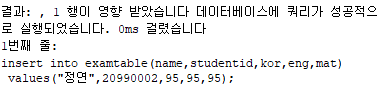 결과: , 1 행이 영향 받았습니다 데이터베이스에 쿼리가 성공적으
로 실행되었습니다. 0ms 걸렸습니다
1번째 줄:
insert into examtable(name,studentid,kor,eng,mat)
values("정연",20990002,95,95,95);